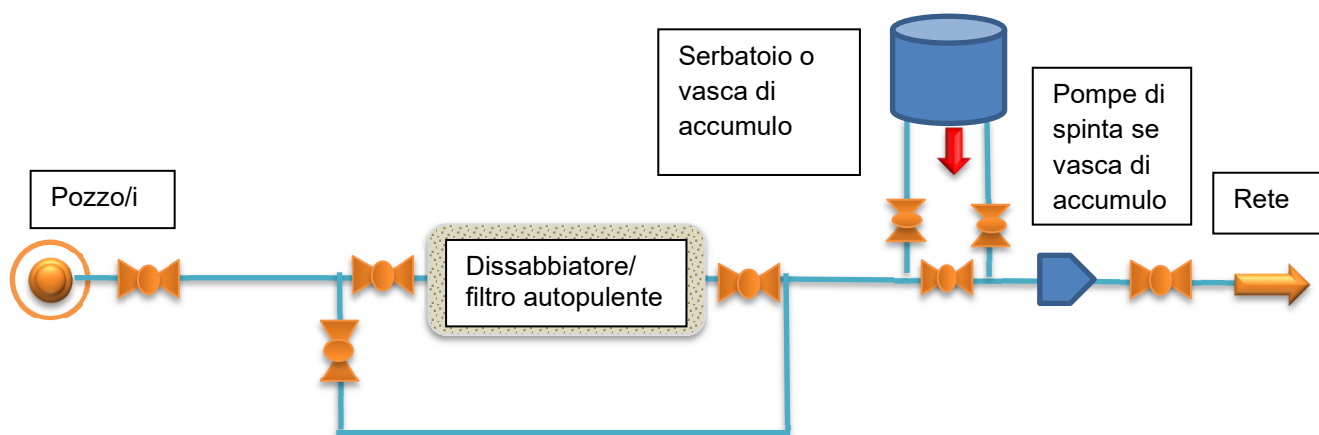 Pozzo/i
Dissabbiatore/
filtro autopulente
Serbatoio o
vasca di
accumulo
Pompe di
spinta se
vasca di
accumulo
Rete